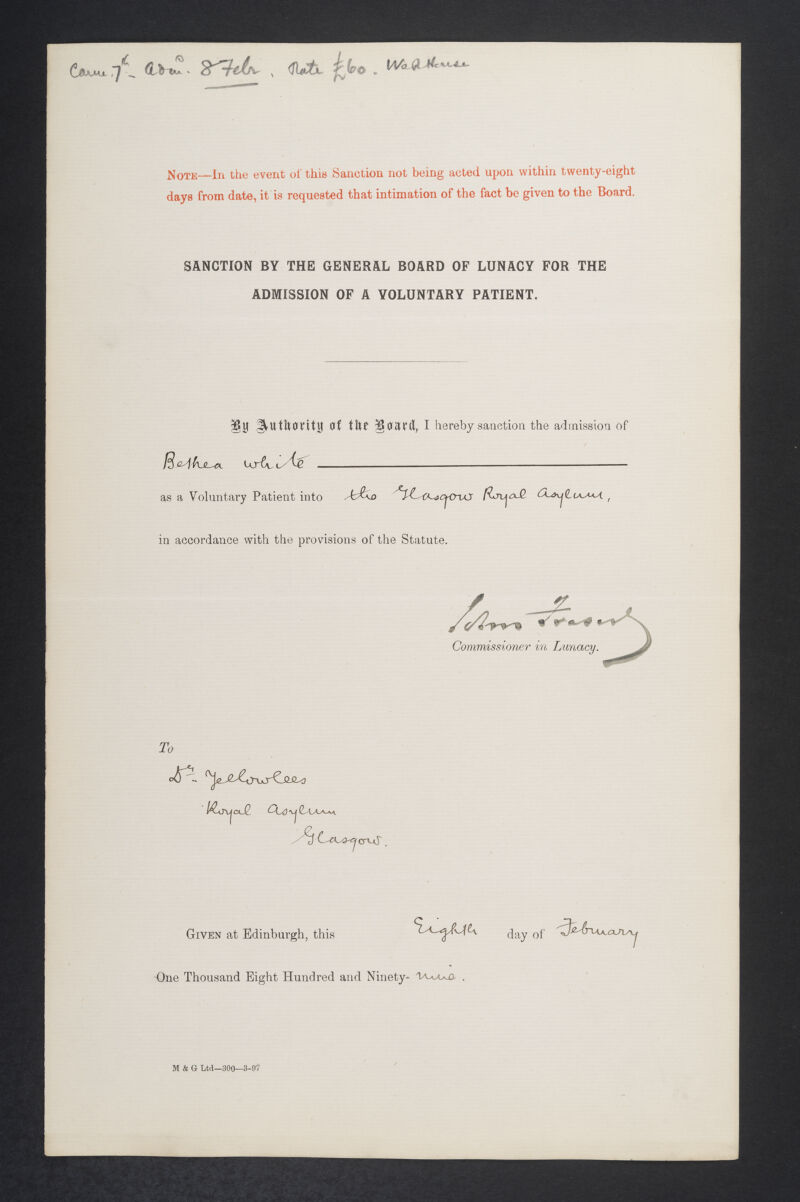 Came 7th - Adm. 8 Febr, Rate £60. West House
NOTE—In the event of this Sanction not being acted upon within twenty-eight
days from date, it is requested that intimation of the fact be given to the Board.
SANCTION BY THE GENERAL BOARD OF LUNACY FOR THE
ADMISSION OF A VOLUNTARY PATIENT.
By Authority of the Board, I hereby sanction the admission of
Bethea White
as a Voluntary Patient into the Glasgow Royal Asylum,
in accordance with the provisions of the Statute.
John Fraser
Commissioner in Lunacy.
To
Dr. Yellowlees
Royal Asylum
Glasgow.
GIVEN at Edinburgh, this Eighth day of February
One Thousand Eight Hundred and Ninety- nine.
M & G Ltd—300—3-97